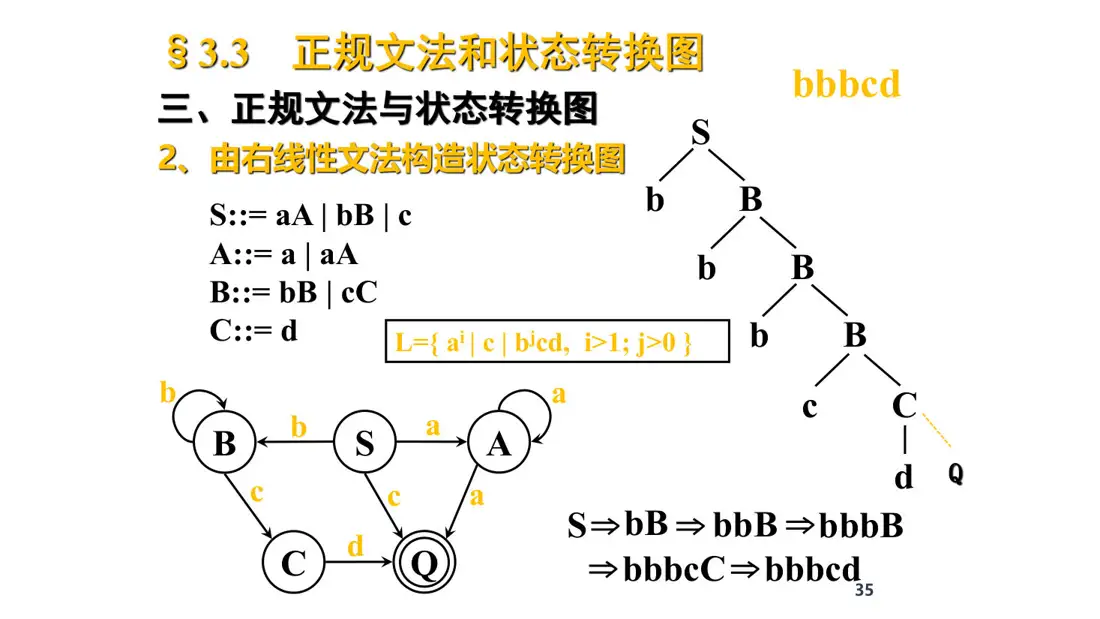 §3.3 正规文法和状态转换图
bbbcd
三、正规文法与状态转换图
2、由右线性文法构造状态转换图
S::= aA | bB | c
A::= a | aA
B::= bB | cC
C::= d
L={ aⁱ | c | bʲcd, i>1; j>0 }
S
b B
b B
b B
c C
d Q
b a
B b S a A
c c a
C d Q
S⇒bB⇒bbB⇒bbbB
⇒bbbcC⇒bbbcd
35